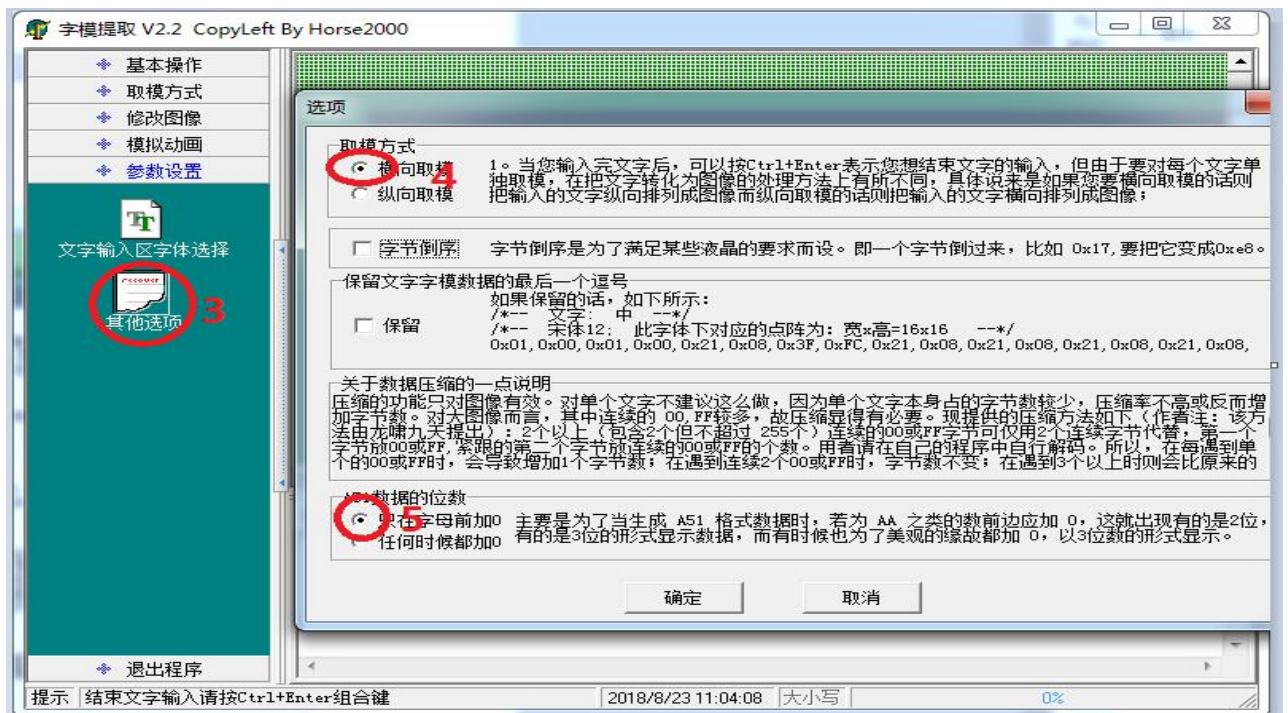 字模提取 V2.2 CopyLeft By Horse2000
基本操作
取模方式
修改图像
模拟动画
参数设置
文字输入区字体选择
其他选项
3
退出程序
选项
取模方式
横向取模
4
纵向取模
1。当您输入完文字后，可以按Ctrl+Enter表示您想结束文字的输入，但由于要对每个文字单
独取模，在把文字转化为图像的处理方法上有所不同，具体说来是如果您要横向取模的话则
把输入的文字纵向排列成图像而纵向取模的话则把输入的文字横向排列成图像；
字节倒序
字节倒序是为了满足某些液晶的要求而设。即一个字节倒过来，比如 0x17,要把它变成0xe8。
保留文字字模数据的最后一个逗号
保留
如果保留的话，如下所示：
/*-- 文字: 中 --*/
/*-- 宋体12; 此字体下对应的点阵为：宽x高=16x16 --*/
0x01,0x00,0x01,0x00,0x21,0x08,0x3F,0xFC,0x21,0x08,0x21,0x08,0x21,0x08,0x21,0x08,
关于数据压缩的一点说明
压缩的功能只对图像有效。对单个文字不建议这么做，因为单个文字本身占的字节数较少，压缩率不高或反而增
加字节数。对大图像而言，其中连续的 00,FF较多，故压缩显得有必要。现提供的压缩方法如下（作者注：该方
法由龙啸九天提出）：2个以上（包含2个但不超过 255个）连续的00或FF字节可仅用2个连续字节代替，第一个
字节放00或FF,紧跟的第一个字节放连续的00或FF的个数。用者请在自己的程序中自行解码。所以，在每遇到单
个的00或FF时，会导致增加1个字节数；在遇到连续2个00或FF时，字节数不变；在遇到3个以上时则会比原来的
A51数据的位数
5
只在字母前加0
任何时候都加0
主要是为了当生成 A51 格式数据时，若为 AA 之类的数前边应加 0，这就出现有的是2位，
有的是3位的形式显示数据，而有时候也为了美观的缘故都加 0，以3位数的形式显示。
确定
取消
提示 结束文字输入请按Ctrl+Enter组合键 2018/8/23 11:04:08 大小写 0%